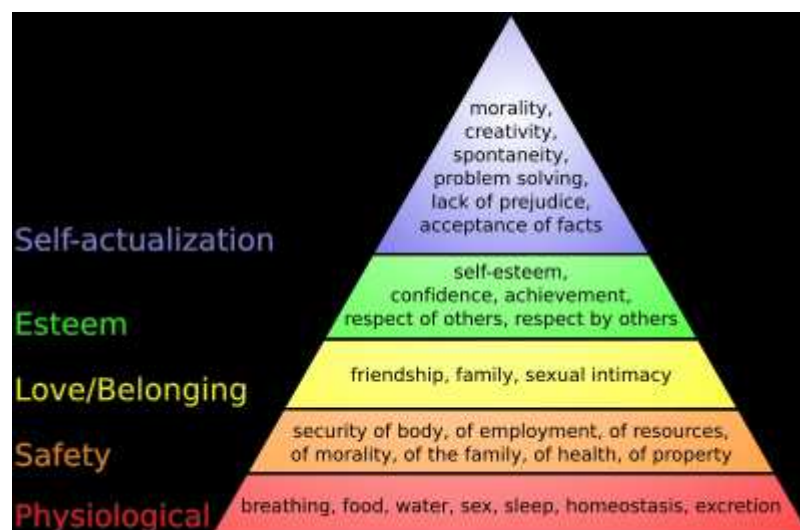 morality,
creativity,
spontaneity,
problem solving,
lack of prejudice,
acceptance of facts
Self-actualization
self-esteem,
confidence, achievement,
respect of others, respect by others
Esteem
friendship, family, sexual intimacy
Love/Belonging
security of body, of employment, of resources,
of morality, of the family, of health, of property
Safety
breathing, food, water, sex, sleep, homeostasis, excretion
Physiological